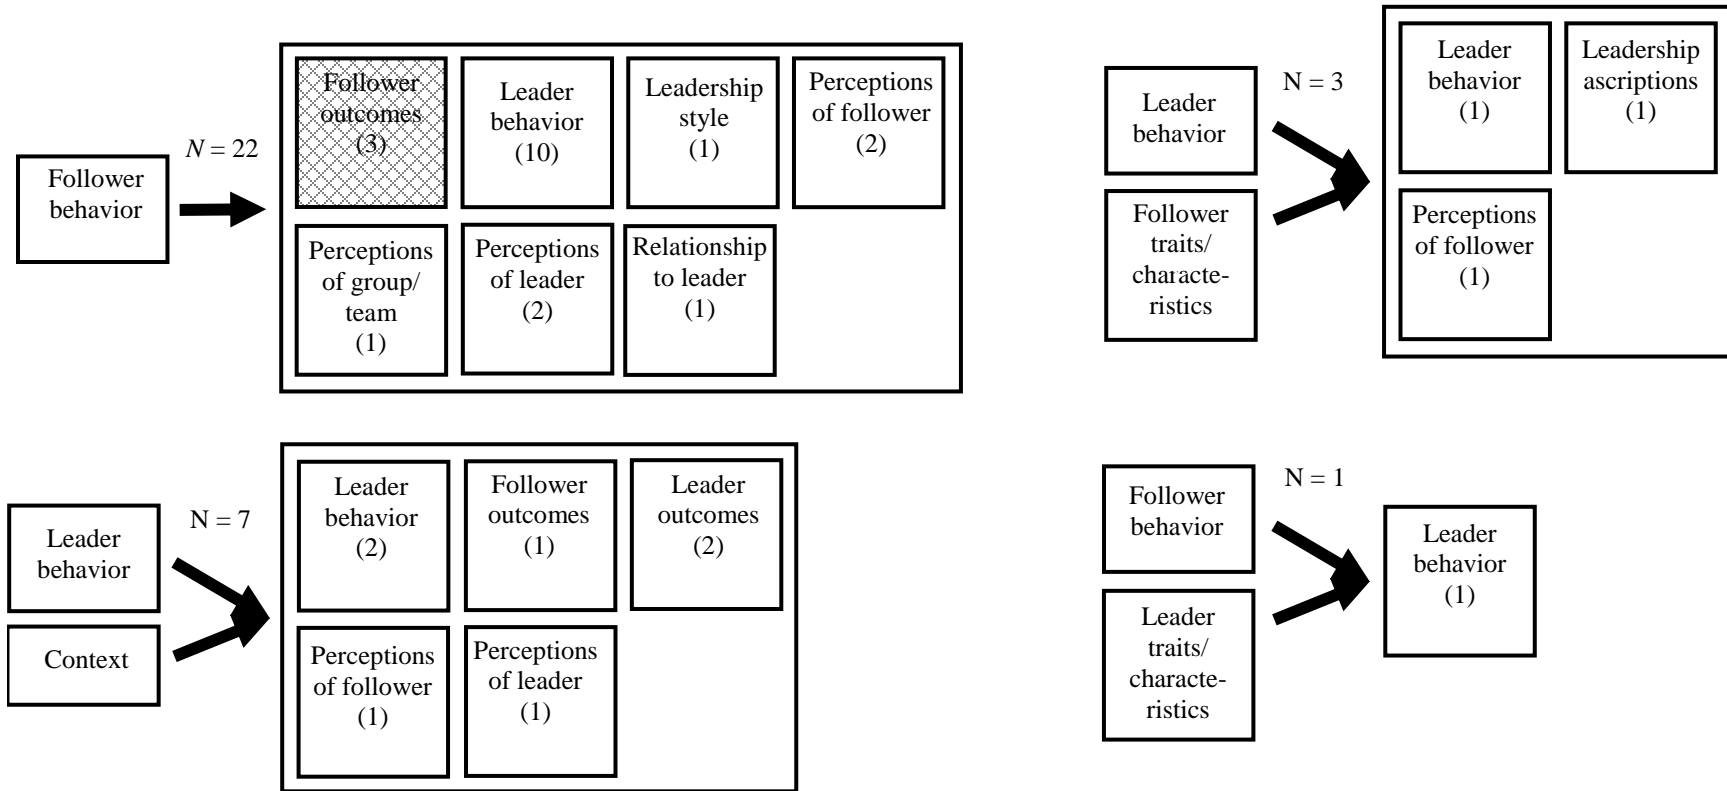 Follower
behavior
N = 22
Follower
outcomes
(3)
Leader
behavior
(10)
Leadership
style
(1)
Perceptions
of follower
(2)
Perceptions
of group/
team
(1)
Perceptions
of leader
(2)
Relationship
to leader
(1)
Leader
behavior
Follower
traits/
characte-
ristics
N = 3
Leader
behavior
(1)
Leadership
ascriptions
(1)
Perceptions
of follower
(1)
Leader
behavior
Context
N = 7
Leader
behavior
(2)
Follower
outcomes
(1)
Leader
outcomes
(2)
Perceptions
of follower
(1)
Perceptions
of leader
(1)
Follower
behavior
Leader
traits/
characte-
ristics
N = 1
Leader
behavior
(1)